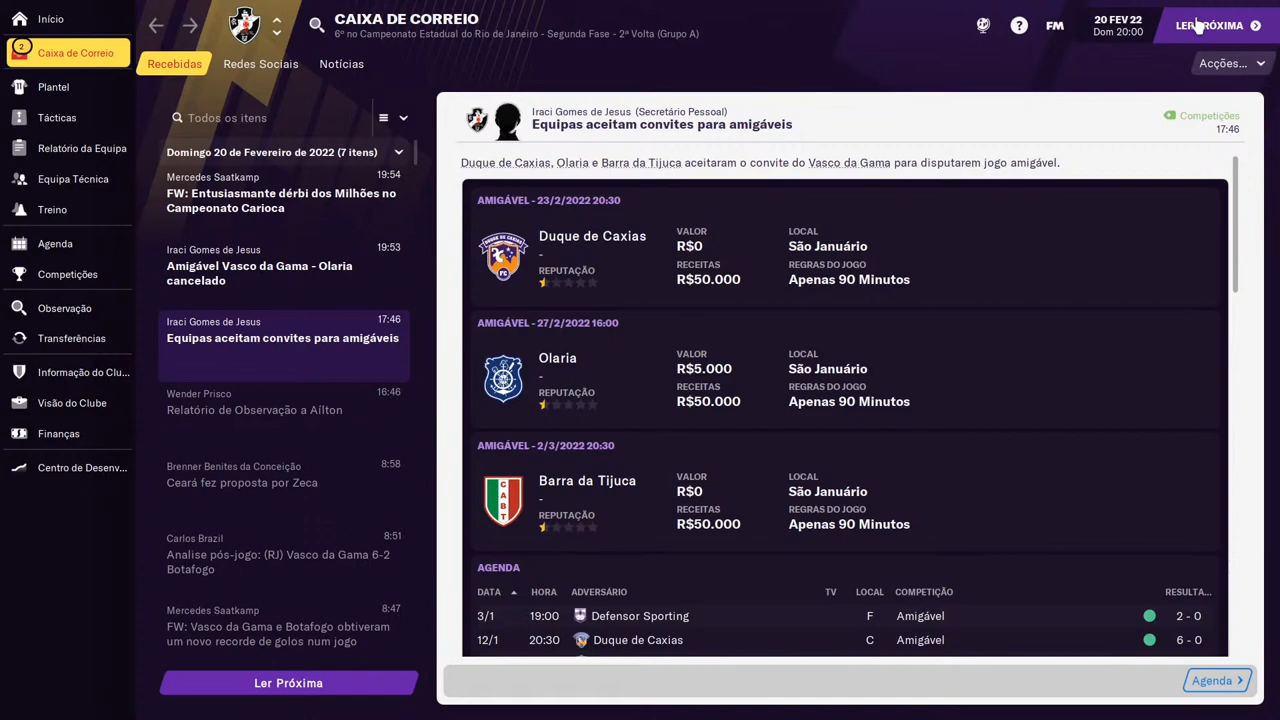 Início
2
Caixa de Correio
Plantel
Tácticas
Relatório da Equipa
Equipa Técnica
Treino
Agenda
Competições
Observação
Transferências
Informação do Clu...
Visão do Clube
Finanças
Centro de Desenv...
CAIXA DE CORREIO
6º no Campeonato Estadual do Rio de Janeiro - Segunda Fase - 2ª Volta (Grupo A)
FM
20 FEV 22
Dom 20:00
Recebidas
Redes Sociais
Notícias
Acções...
Todos os itens
Domingo 20 de Fevereiro de 2022 (7 itens)
Mercedes Saatkamp
19:54
FW: Entusiasmante dérbi dos Milhões no
Campeonato Carioca
Iraci Gomes de Jesus
19:53
Amigável Vasco da Gama - Olaria
cancelado
Iraci Gomes de Jesus
17:46
Equipas aceitam convites para amigáveis
Wender Prisco
16:46
Relatório de Observação a Aílton
Brenner Benites da Conceição
8:58
Ceará fez proposta por Zeca
Carlos Brazil
8:51
Analise pós-jogo: (RJ) Vasco da Gama 6-2
Botafogo
Mercedes Saatkamp
8:47
FW: Vasco da Gama e Botafogo obtiveram
um novo recorde de golos num jogo
Ler Próxima
Iraci Gomes de Jesus (Secretário Pessoal)
Equipas aceitam convites para amigáveis
Competições
17:46
Duque de Caxias, Olaria e Barra da Tijuca aceitaram o convite do Vasco da Gama para disputarem jogo amigável.
AMIGÁVEL - 23/2/2022 20:30
Duque de Caxias
-
REPUTAÇÃO
VALOR
R$0
RECEITAS
R$50.000
LOCAL
São Januário
REGRAS DO JOGO
Apenas 90 Minutos
AMIGÁVEL - 27/2/2022 16:00
Olaria
-
REPUTAÇÃO
VALOR
R$5.000
RECEITAS
R$50.000
LOCAL
São Januário
REGRAS DO JOGO
Apenas 90 Minutos
AMIGÁVEL - 2/3/2022 20:30
CABT
Barra da Tijuca
-
REPUTAÇÃO
VALOR
R$0
RECEITAS
R$50.000
LOCAL
São Januário
REGRAS DO JOGO
Apenas 90 Minutos
AGENDA
DATA HORA ADVERSÁRIO TV LOCAL COMPETIÇÃO RESULTA...
3/1 19:00 Defensor Sporting F Amigável 2 - 0
12/1 20:30 Duque de Caxias C Amigável 6 - 0
Agenda